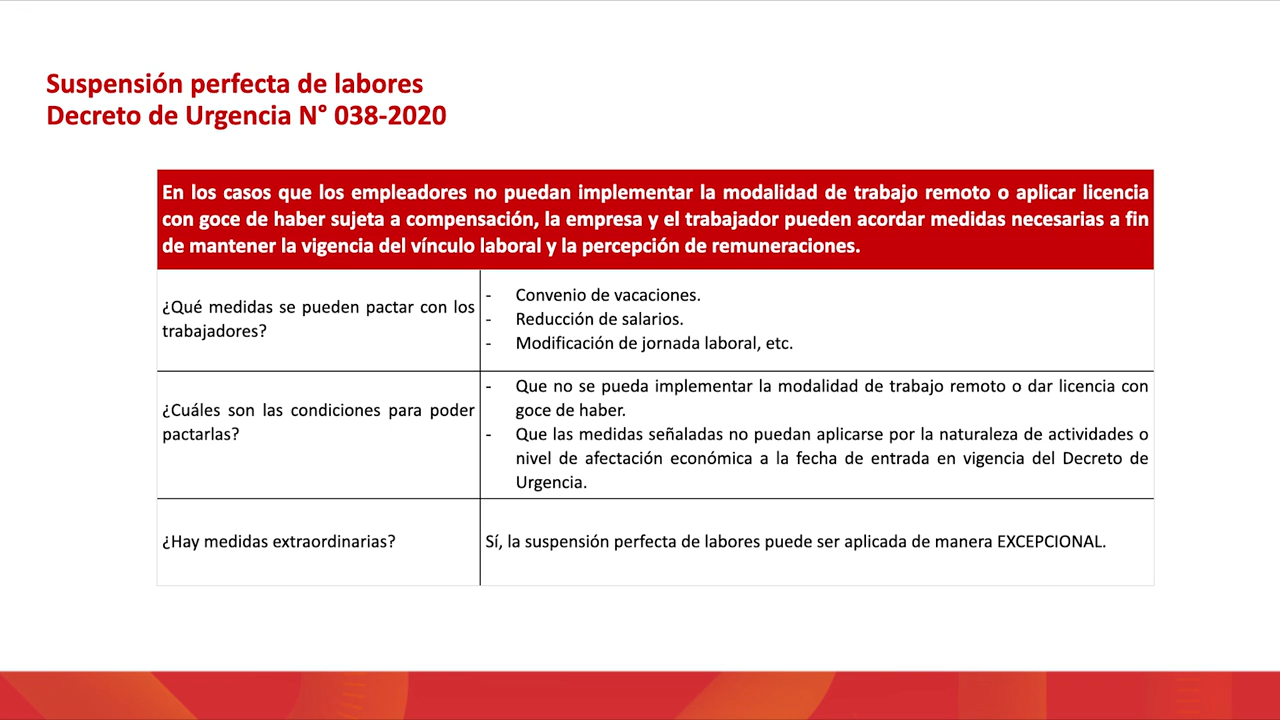 Suspensión perfecta de labores
Decreto de Urgencia N° 038-2020
En los casos que los empleadores no puedan implementar la modalidad de trabajo remoto o aplicar licencia
con goce de haber sujeta a compensación, la empresa y el trabajador pueden acordar medidas necesarias a fin
de mantener la vigencia del vínculo laboral y la percepción de remuneraciones.
¿Qué medidas se pueden pactar con los
trabajadores?
- Convenio de vacaciones.
- Reducción de salarios.
- Modificación de jornada laboral, etc.
¿Cuáles son las condiciones para poder
pactarlas?
- Que no se pueda implementar la modalidad de trabajo remoto o dar licencia con
goce de haber.
- Que las medidas señaladas no puedan aplicarse por la naturaleza de actividades o
nivel de afectación económica a la fecha de entrada en vigencia del Decreto de
Urgencia.
¿Hay medidas extraordinarias?
Sí, la suspensión perfecta de labores puede ser aplicada de manera EXCEPCIONAL.